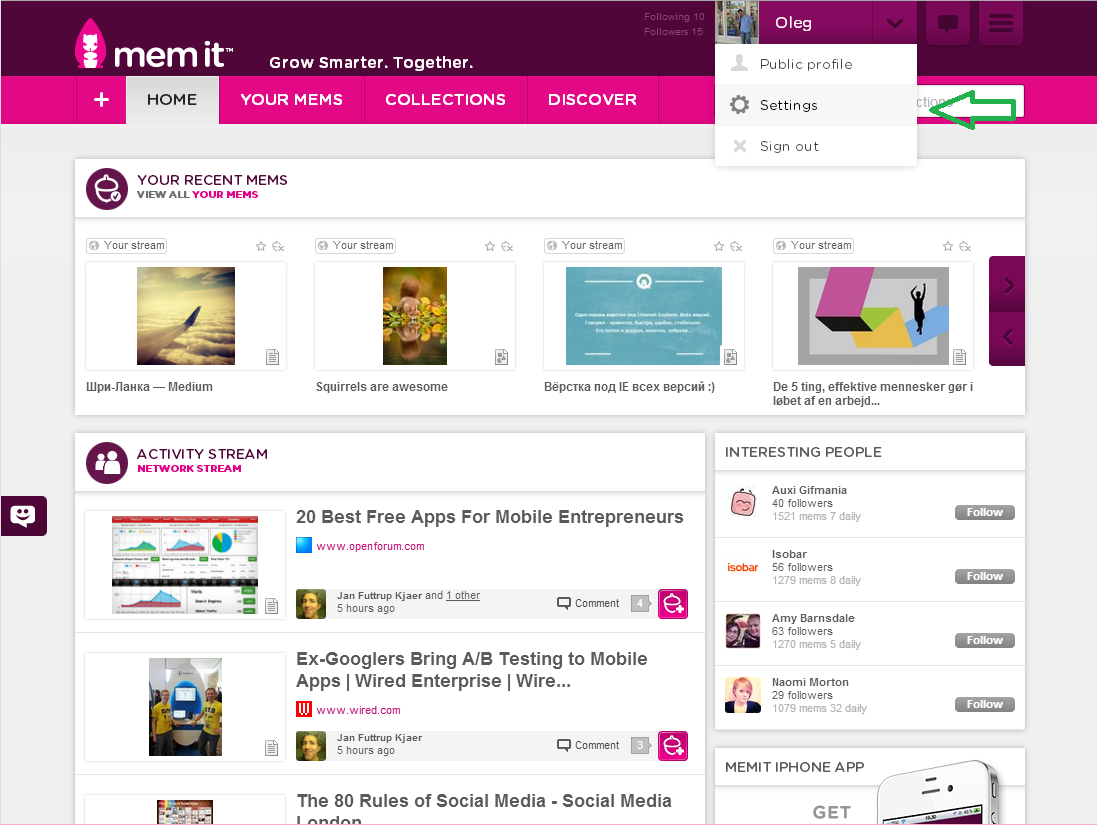 Following 10
Followers 15
Oleg
mem it™
Grow Smarter. Together.
Public profile
Settings
Sign out
+
HOME
YOUR MEMS
COLLECTIONS
DISCOVER
YOUR RECENT MEMS
VIEW ALL YOUR MEMS
Your stream
Your stream
Your stream
Your stream
Один парень верстал под Internet Explorer. Всех версий.
Шри-Ланка — Medium
Squirrels are awesome
Вёрстка под IE всех версий :)
De 5 ting, effektive mennesker gør i
løbet af en arbejd...
ACTIVITY STREAM
NETWORK STREAM
20 Best Free Apps For Mobile Entrepreneurs
www.openforum.com
Jan Futtrup Kjaer and 1 other
5 hours ago
Comment
4
Ex-Googlers Bring A/B Testing to Mobile
Apps | Wired Enterprise | Wire...
www.wired.com
Jan Futtrup Kjaer
5 hours ago
Comment
3
The 80 Rules of Social Media - Social Media
London
INTERESTING PEOPLE
Auxi Gifmania
40 followers
1521 mems 7 daily
Follow
isobar
Isobar
56 followers
1279 mems 8 daily
Follow
Amy Barnsdale
63 followers
1270 mems 5 daily
Follow
Naomi Morton
29 followers
1079 mems 32 daily
Follow
MEMIT IPHONE APP
GET